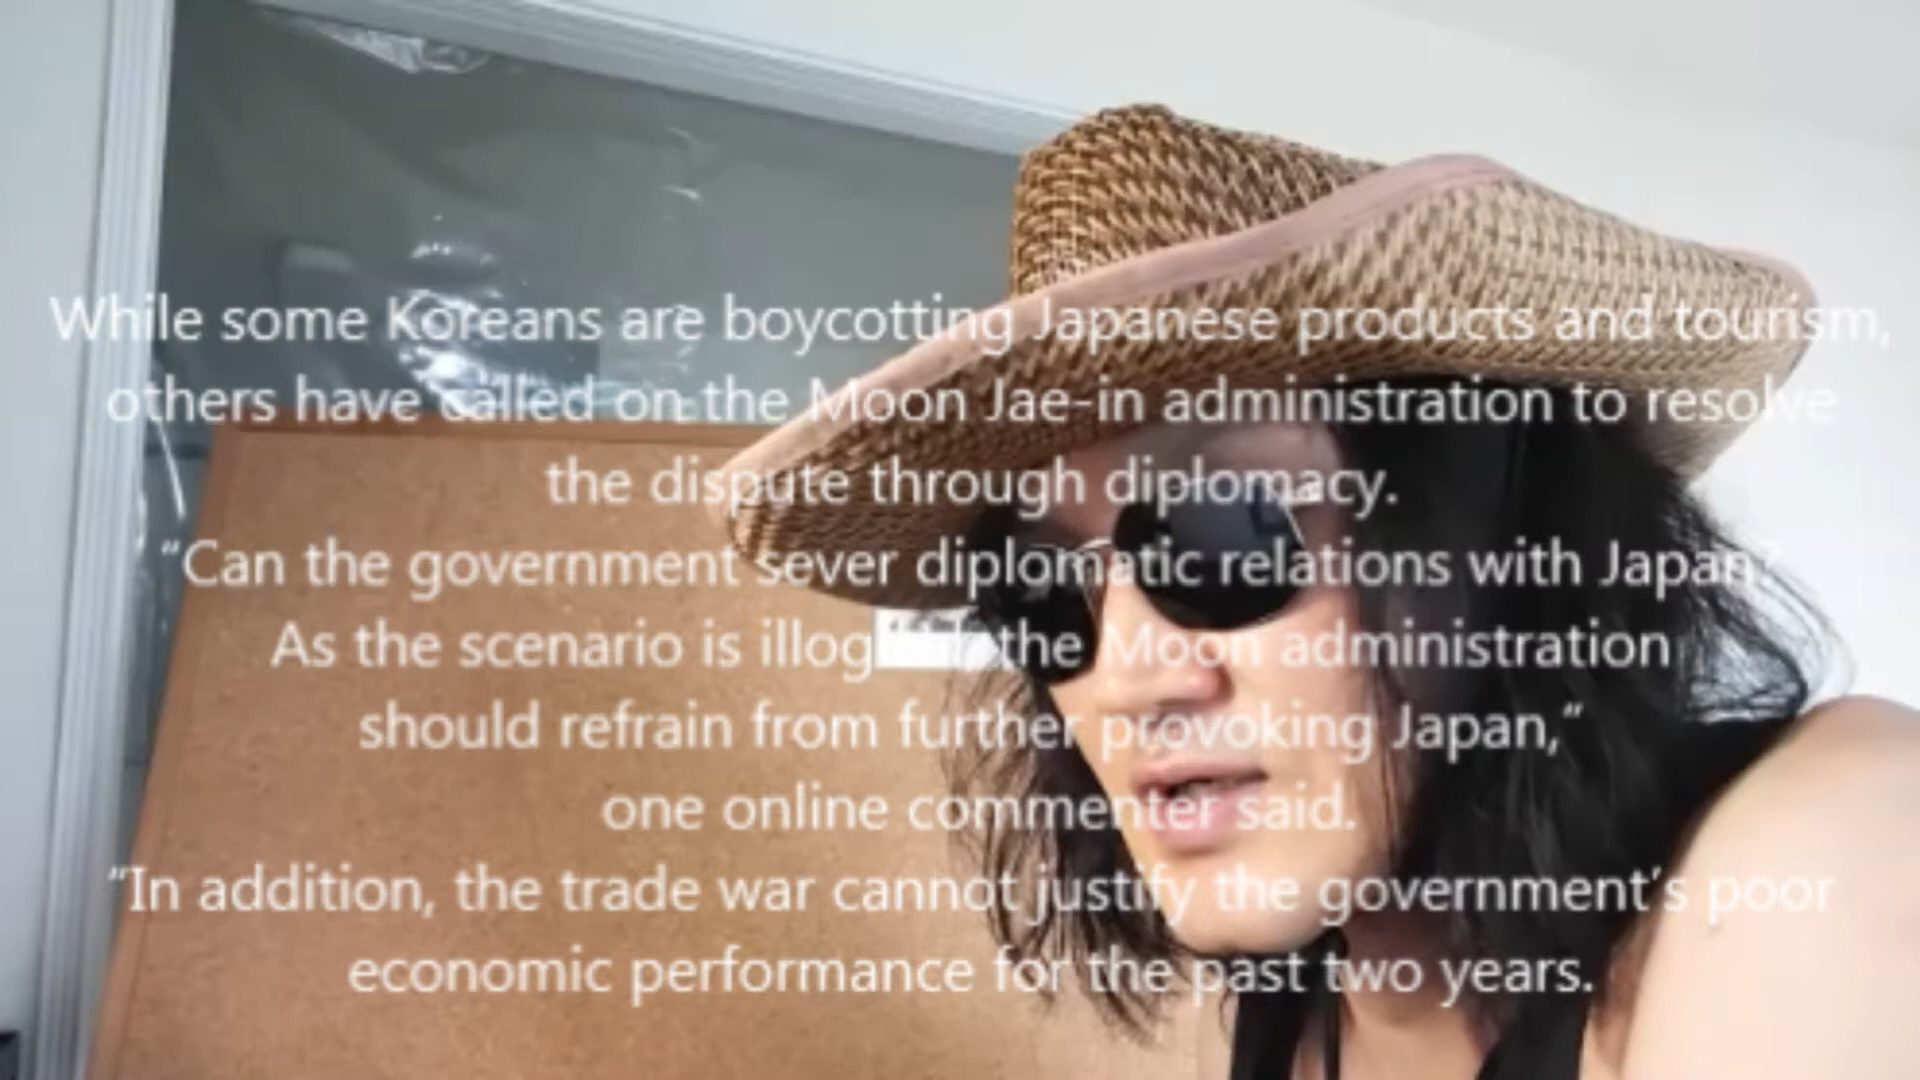 While some Koreans are boycotting Japanese products and tourism,
others have called on the Moon Jae-in administration to resolve
the dispute through diplomacy.
“Can the government sever diplomatic relations with Japan?
As the scenario is the Moon administration
should refrain from further provoking Japan,”
one online commenter said.
“In addition, the trade war cannot justify the government’s poor
economic performance for the past two years.